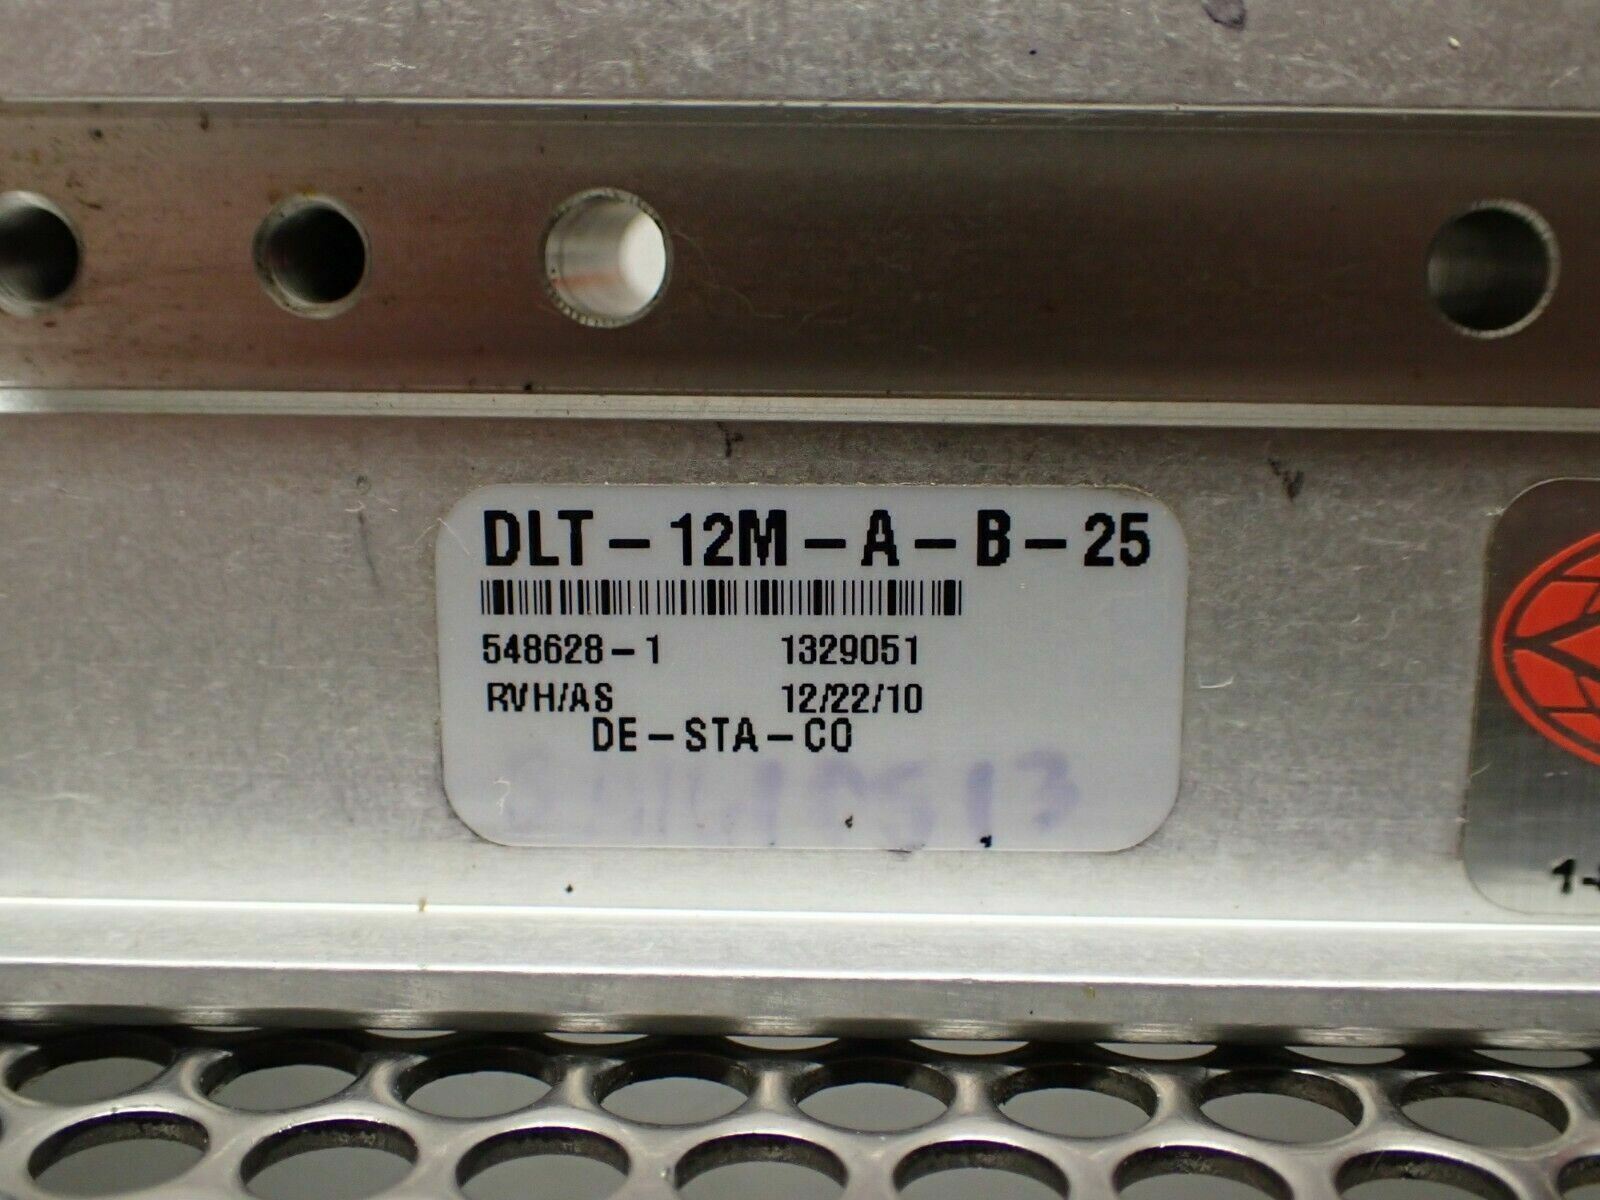 DLT-12M-A-B-25
548628-1 1329051
RVH/AS 12/22/10
DE-STA-CO